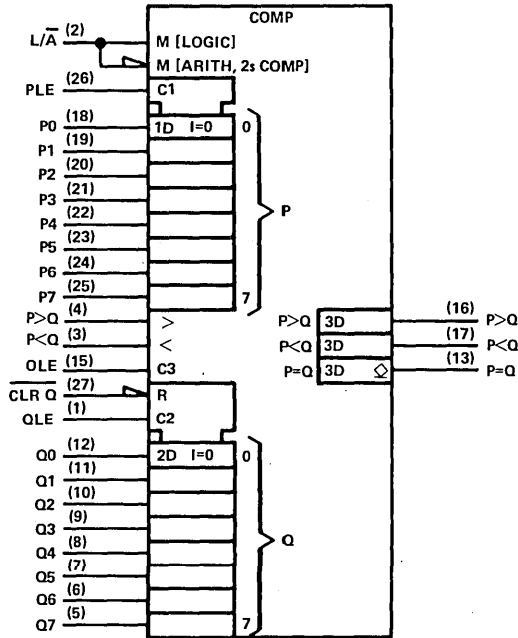 COMP
L/A̅ (2) M [LOGIC]
M [ARITH, 2s COMP]
PLE (26) C1
P0 (18) 1D I=0 0
P1 (19)
P2 (20)
P3 (21) P
P4 (22)
P5 (23)
P6 (24)
P7 (25) 7
P>Q (4) > P>Q 3D (16) P>Q
P<Q (3) < P<Q 3D (17) P<Q
OLE (15) C3 P=Q 3D (13) P=Q
C̅L̅R̅ Q̅ (27) R
QLE (1) C2
Q0 (12) 2D I=0 0
Q1 (11)
Q2 (10)
Q3 (9) Q
Q4 (8)
Q5 (7)
Q6 (6)
Q7 (5) 7